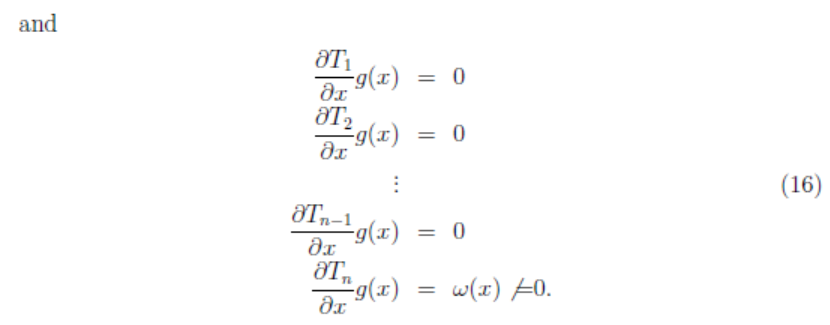 and
∂T₁/∂x g(x) = 0
∂T₂/∂x g(x) = 0
⋮
(16)
∂Tₙ₋₁/∂x g(x) = 0
∂Tₙ/∂x g(x) = ω(x) ≠0.